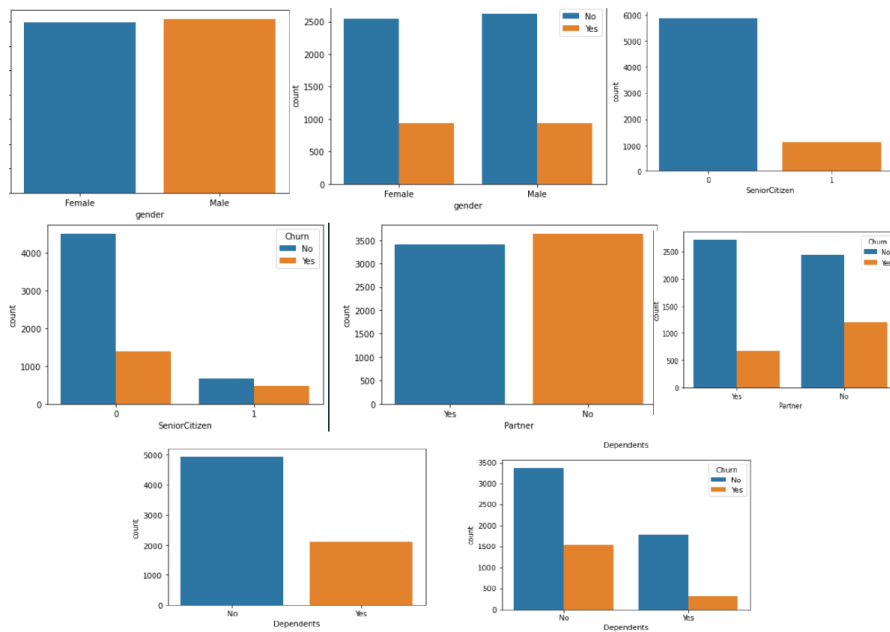 Female
Male
gender
2500
2000
1500
1000
500
0
count
No
Yes
Female
Male
gender
6000
5000
4000
3000
2000
1000
0
count
0
1
SeniorCitizen
4000
3000
2000
1000
0
count
Churn
No
Yes
0
1
SeniorCitizen
3500
3000
2500
2000
1500
1000
500
0
count
Yes
No
Partner
2500
2000
1500
1000
500
0
count
Churn
No
Yes
Yes
No
Partner
5000
4000
3000
2000
1000
0
count
No
Yes
Dependents
Dependents
3500
3000
2500
2000
1500
1000
500
0
count
Churn
No
Yes
No
Yes
Dependents